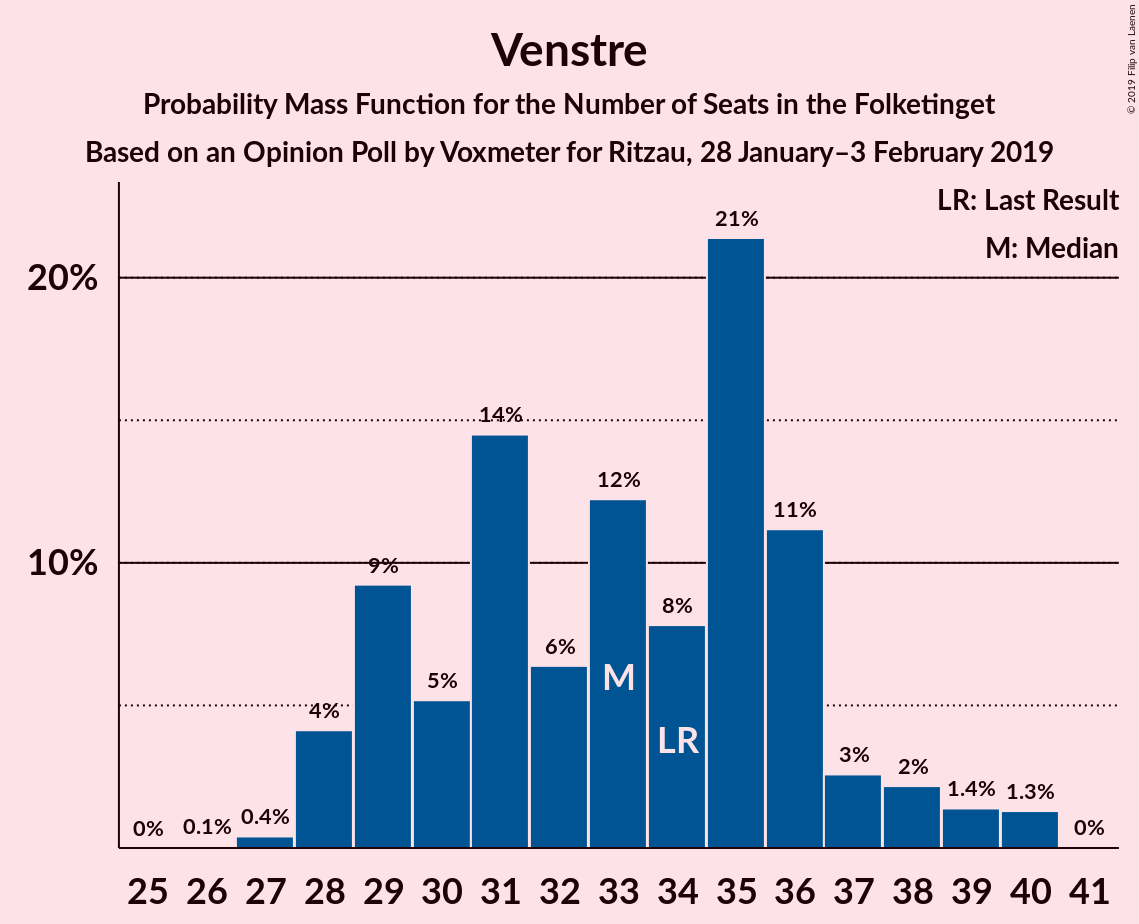 Venstre
Probability Mass Function for the Number of Seats in the Folketinget
Based on an Opinion Poll by Voxmeter for Ritzau, 28 January–3 February 2019
© 2019 Filip van Laenen
LR: Last Result
M: Median
20%
10%
0%
0.1%
0.4%
4%
9%
5%
14%
6%
12%
8%
21%
11%
3%
2%
1.4%
1.3%
0%
M
LR
25 26 27 28 29 30 31 32 33 34 35 36 37 38 39 40 41